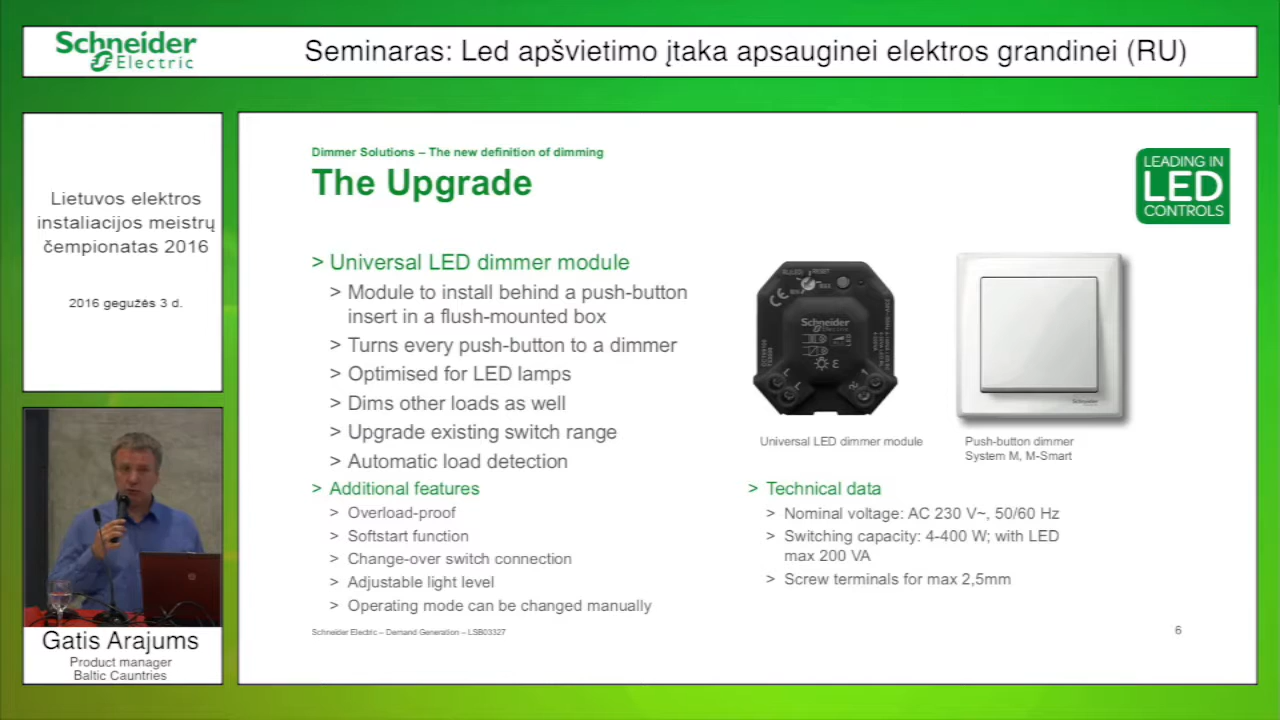 Schneider
Electric
Seminaras: Led apšvietimo įtaka apsauginei elektros grandinei (RU)
Lietuvos elektros
instaliacijos meistrų
čempionatas 2016
2016 gegužės 3 d.
Gatis Arajums
Product manager
Baltic Cauntries
Dimmer Solutions – The new definition of dimming
The Upgrade
LEADING IN
LED
CONTROLS
> Universal LED dimmer module
> Module to install behind a push-button
insert in a flush-mounted box
> Turns every push-button to a dimmer
> Optimised for LED lamps
> Dims other loads as well
> Upgrade existing switch range
> Automatic load detection
> Additional features
> Overload-proof
> Softstart function
> Change-over switch connection
> Adjustable light level
> Operating mode can be changed manually
RESET
MAX
Schneider
Electric
LED
Universal LED dimmer module
Schneider
Push-button dimmer
System M, M-Smart
> Technical data
> Nominal voltage: AC 230 V~, 50/60 Hz
> Switching capacity: 4-400 W; with LED
max 200 VA
> Screw terminals for max 2,5mm
Schneider Electric – Demand Generation – LSB03327
6